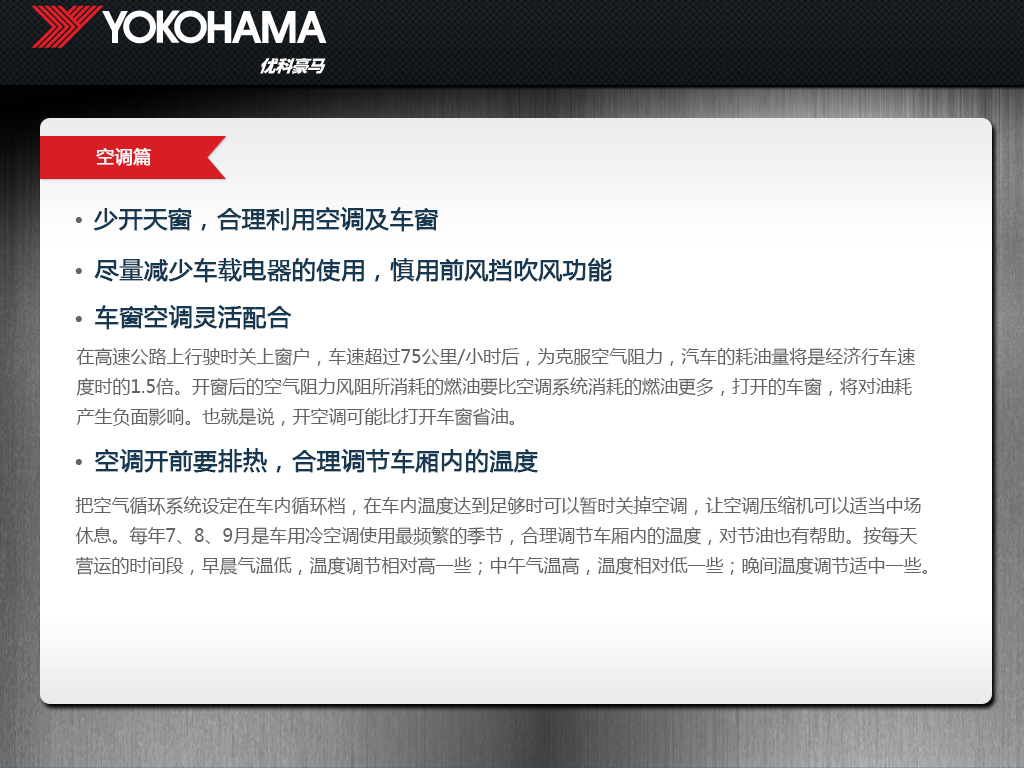 YOKOHAMA
优科豪马
空调篇
• 少开天窗，合理利用空调及车窗
• 尽量减少车载电器的使用，慎用前风挡吹风功能
• 车窗空调灵活配合
在高速公路上行驶时关上窗户，车速超过75公里/小时后，为克服空气阻力，汽车的耗油量将是经济行车速
度时的1.5倍。开窗后的空气阻力风阻所消耗的燃油要比空调系统消耗的燃油更多，打开的车窗，将对油耗
产生负面影响。也就是说，开空调可能比打开车窗省油。
• 空调开前要排热，合理调节车厢内的温度
把空气循环系统设定在车内循环档，在车内温度达到足够时可以暂时关掉空调，让空调压缩机可以适当中场
休息。每年7、8、9月是车用冷空调使用最频繁的季节，合理调节车厢内的温度，对节油也有帮助。按每天
营运的时间段，早晨气温低，温度调节相对高一些；中午气温高，温度相对低一些；晚间温度调节适中一些。